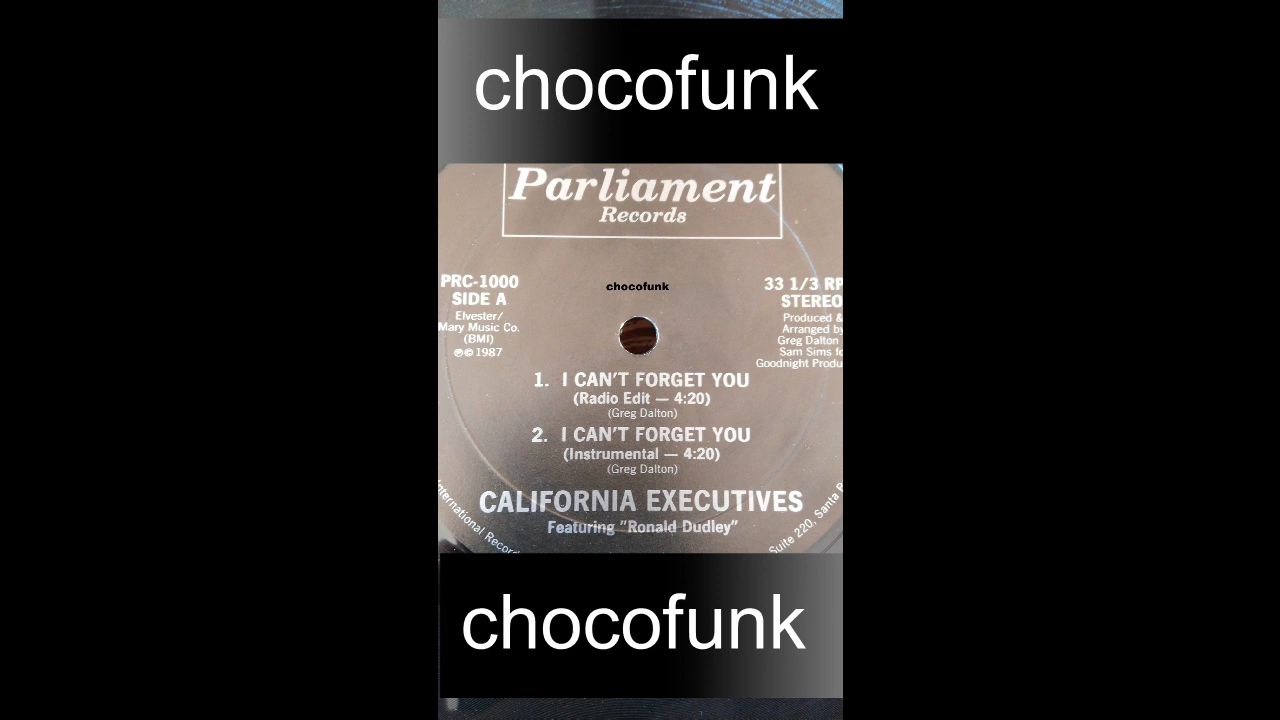 chocofunk
Parliament
Records
PRC-1000
SIDE A
Elvester/
Mary Music Co.
(BMI)
℗© 1987
chocofunk
33 1/3 RP
STEREO
Produced &
Arranged by
Greg Dalton
Sam Sims fo
Goodnight Produ
1. I CAN'T FORGET YOU
(Radio Edit — 4:20)
(Greg Dalton)
2. I CAN'T FORGET YOU
(Instrumental — 4:20)
(Greg Dalton)
CALIFORNIA EXECUTIVES
Featuring "Ronald Dudley"
International Record
Suite 220, Santa
chocofunk